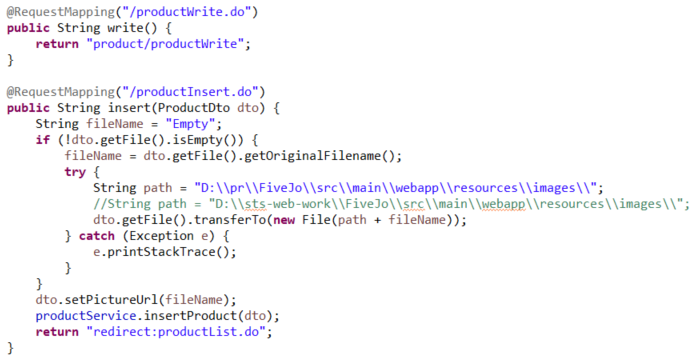 @RequestMapping("/productWrite.do")
public String write() {
    return "product/productWrite";
}

@RequestMapping("/productInsert.do")
public String insert(ProductDto dto) {
    String fileName = "Empty";
    if (!dto.getFile().isEmpty()) {
        fileName = dto.getFile().getOriginalFilename();
        try {
            String path = "D:\\pr\\FiveJo\\src\\main\\webapp\\resources\\images\\";
            //String path = "D:\\sts-web-work\\FiveJo\\src\\main\\webapp\\resources\\images\\";
            dto.getFile().transferTo(new File(path + fileName));
        } catch (Exception e) {
            e.printStackTrace();
        }
    }
    dto.setPictureUrl(fileName);
    productService.insertProduct(dto);
    return "redirect:productList.do";
}